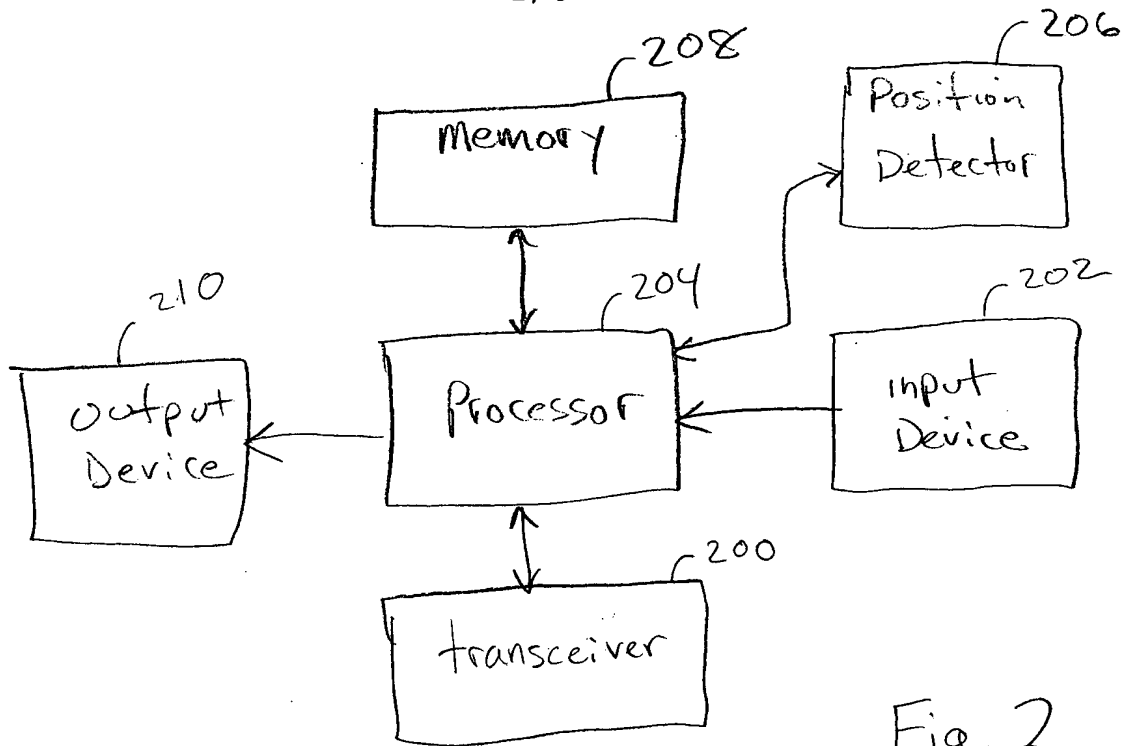 208
206
Memory
Position
Detector
210
204
202
Output
Device
Processor
input
Device
200
transceiver
Fig. 2